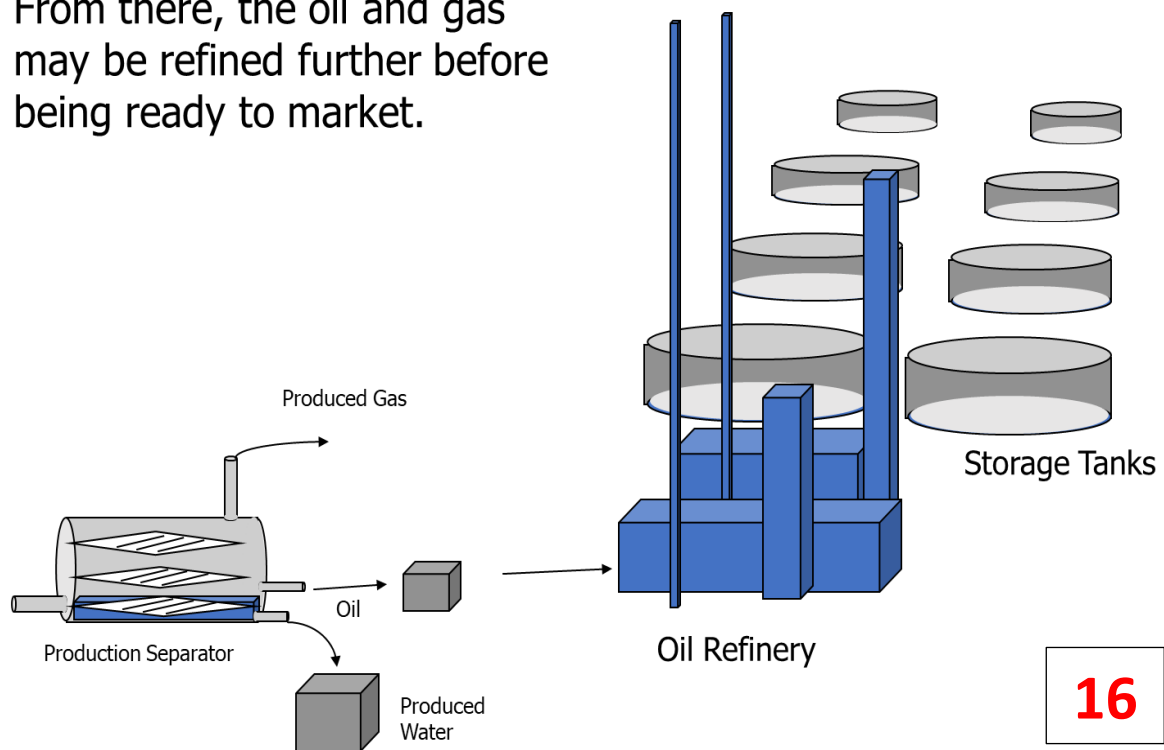 From there, the oil and gas
may be refined further before
being ready to market.
Produced Gas
Storage Tanks
Oil
Production Separator
Oil Refinery
Produced
Water
16